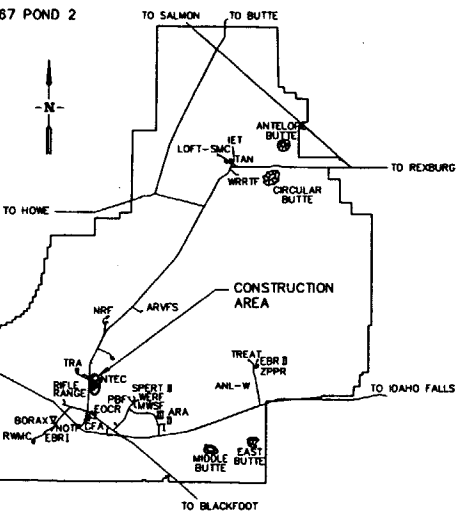 67 POND 2
TO SALMON
TO BUTTE
-N-
ANTELOPE
BUTTE
IET
LOFT-SMC
TAN
TO REXBURG
WRRTF
CIRCULAR
BUTTE
TO HOWE
CONSTRUCTION
AREA
NRF
ARVFS
TRA
NTEC
TREAT
EBR II
ZPPR
RIFLE
RANGE
SPERT II
PBF
WERF
MWSF
ANL-W
TO IDAHO FALLS
EOCR
ARA
BORAX V
NOTF
CFA
RWMC
EBR I
MIDDLE
BUTTE
EAST
BUTTE
TO BLACKFOOT